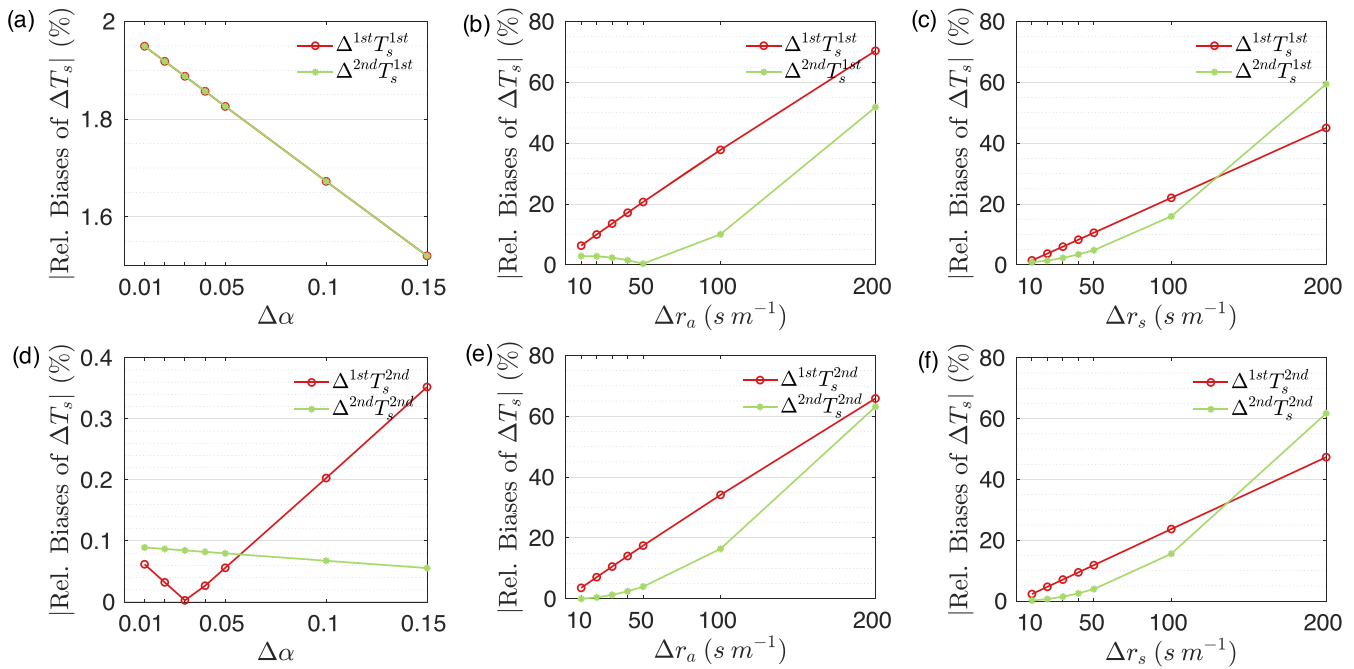 (a)
|Rel. Biases of ΔT_s| (%)
2
1.8
1.6
Δ^{1st}T_s^{1st}
Δ^{2nd}T_s^{1st}
0.01 0.05 0.1 0.15
Δα
(b)
|Rel. Biases of ΔT_s| (%)
80
60
40
20
0
Δ^{1st}T_s^{1st}
Δ^{2nd}T_s^{1st}
10 50 100 200
Δr_a (s m^{-1})
(c)
|Rel. Biases of ΔT_s| (%)
80
60
40
20
0
Δ^{1st}T_s^{1st}
Δ^{2nd}T_s^{1st}
10 50 100 200
Δr_s (s m^{-1})
(d)
|Rel. Biases of ΔT_s| (%)
0.4
0.3
0.2
0.1
0
Δ^{1st}T_s^{2nd}
Δ^{2nd}T_s^{2nd}
0.01 0.05 0.1 0.15
Δα
(e)
|Rel. Biases of ΔT_s| (%)
80
60
40
20
0
Δ^{1st}T_s^{2nd}
Δ^{2nd}T_s^{2nd}
10 50 100 200
Δr_a (s m^{-1})
(f)
|Rel. Biases of ΔT_s| (%)
80
60
40
20
0
Δ^{1st}T_s^{2nd}
Δ^{2nd}T_s^{2nd}
10 50 100 200
Δr_s (s m^{-1})